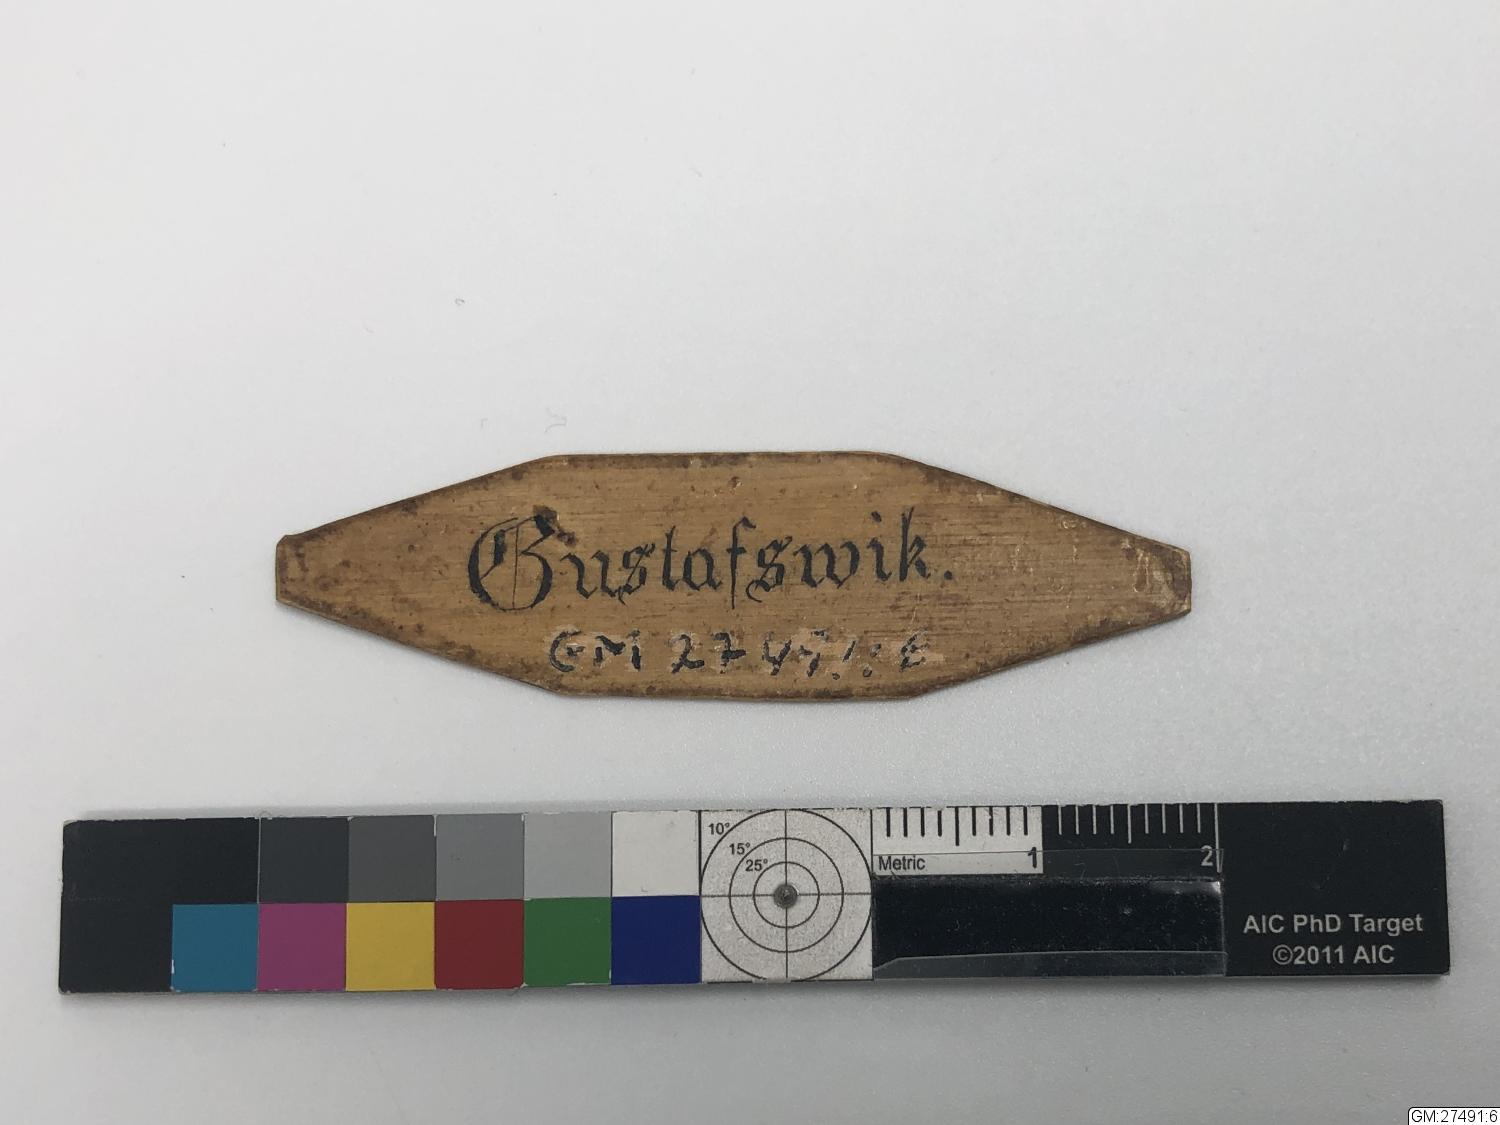 Gustafswik.
GM 27491:6
10°
15°
25°
Metric
1
2
AIC PhD Target
©2011 AIC
GM:27491:6